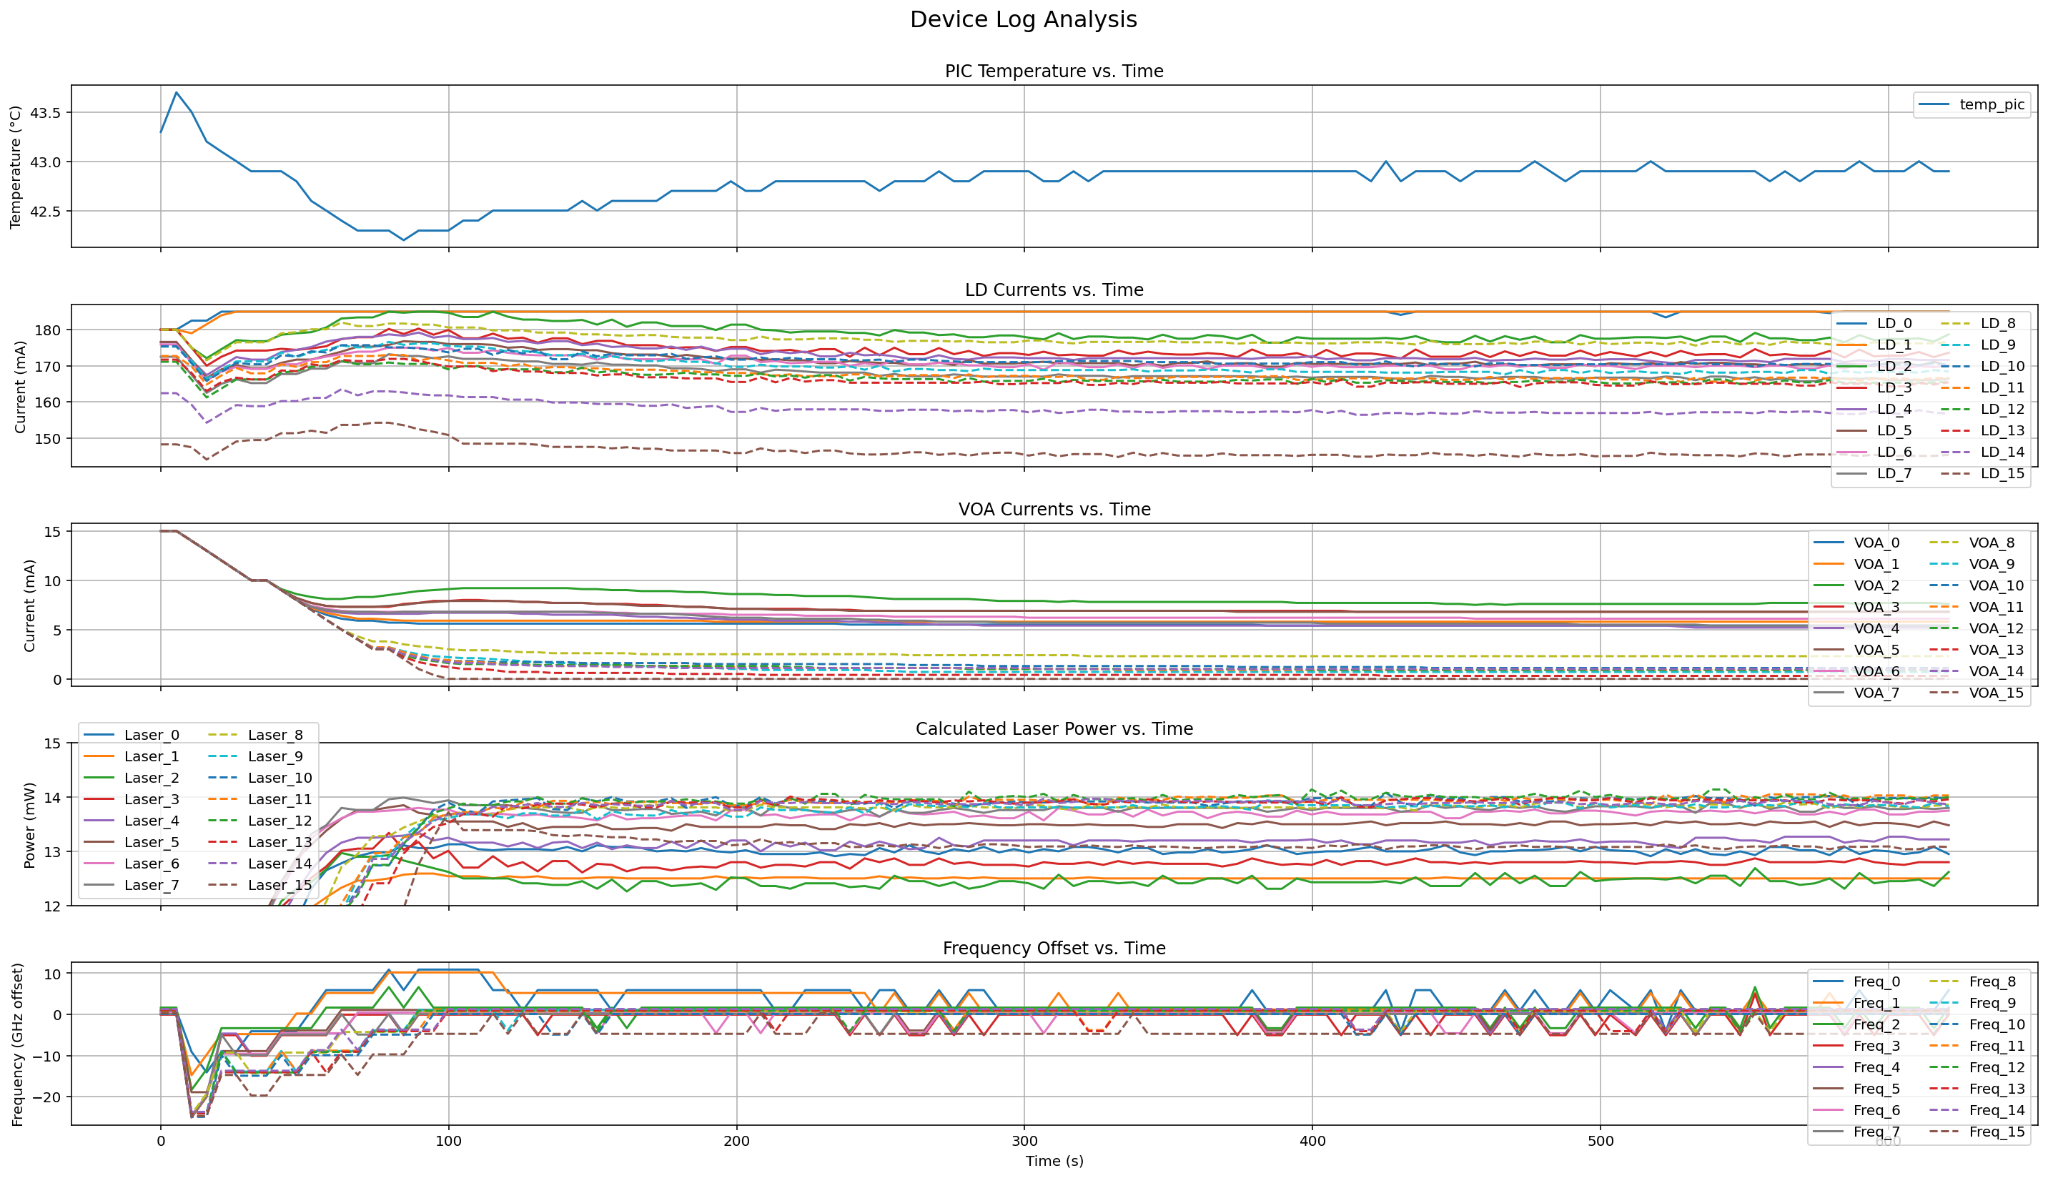 Device Log Analysis
PIC Temperature vs. Time
Temperature (°C)
43.5
43.0
42.5
temp_pic
LD Currents vs. Time
Current (mA)
180
170
160
150
LD_0 LD_8
LD_1 LD_9
LD_2 LD_10
LD_3 LD_11
LD_4 LD_12
LD_5 LD_13
LD_6 LD_14
LD_7 LD_15
VOA Currents vs. Time
Current (mA)
15
10
5
0
VOA_0 VOA_8
VOA_1 VOA_9
VOA_2 VOA_10
VOA_3 VOA_11
VOA_4 VOA_12
VOA_5 VOA_13
VOA_6 VOA_14
VOA_7 VOA_15
Calculated Laser Power vs. Time
Power (mW)
15
14
13
12
Laser_0 Laser_8
Laser_1 Laser_9
Laser_2 Laser_10
Laser_3 Laser_11
Laser_4 Laser_12
Laser_5 Laser_13
Laser_6 Laser_14
Laser_7 Laser_15
Frequency Offset vs. Time
Frequency (GHz offset)
10
0
−10
−20
Freq_0 Freq_8
Freq_1 Freq_9
Freq_2 Freq_10
Freq_3 Freq_11
Freq_4 Freq_12
Freq_5 Freq_13
Freq_6 Freq_14
Freq_7 Freq_15
0 100 200 300 400 500 600
Time (s)